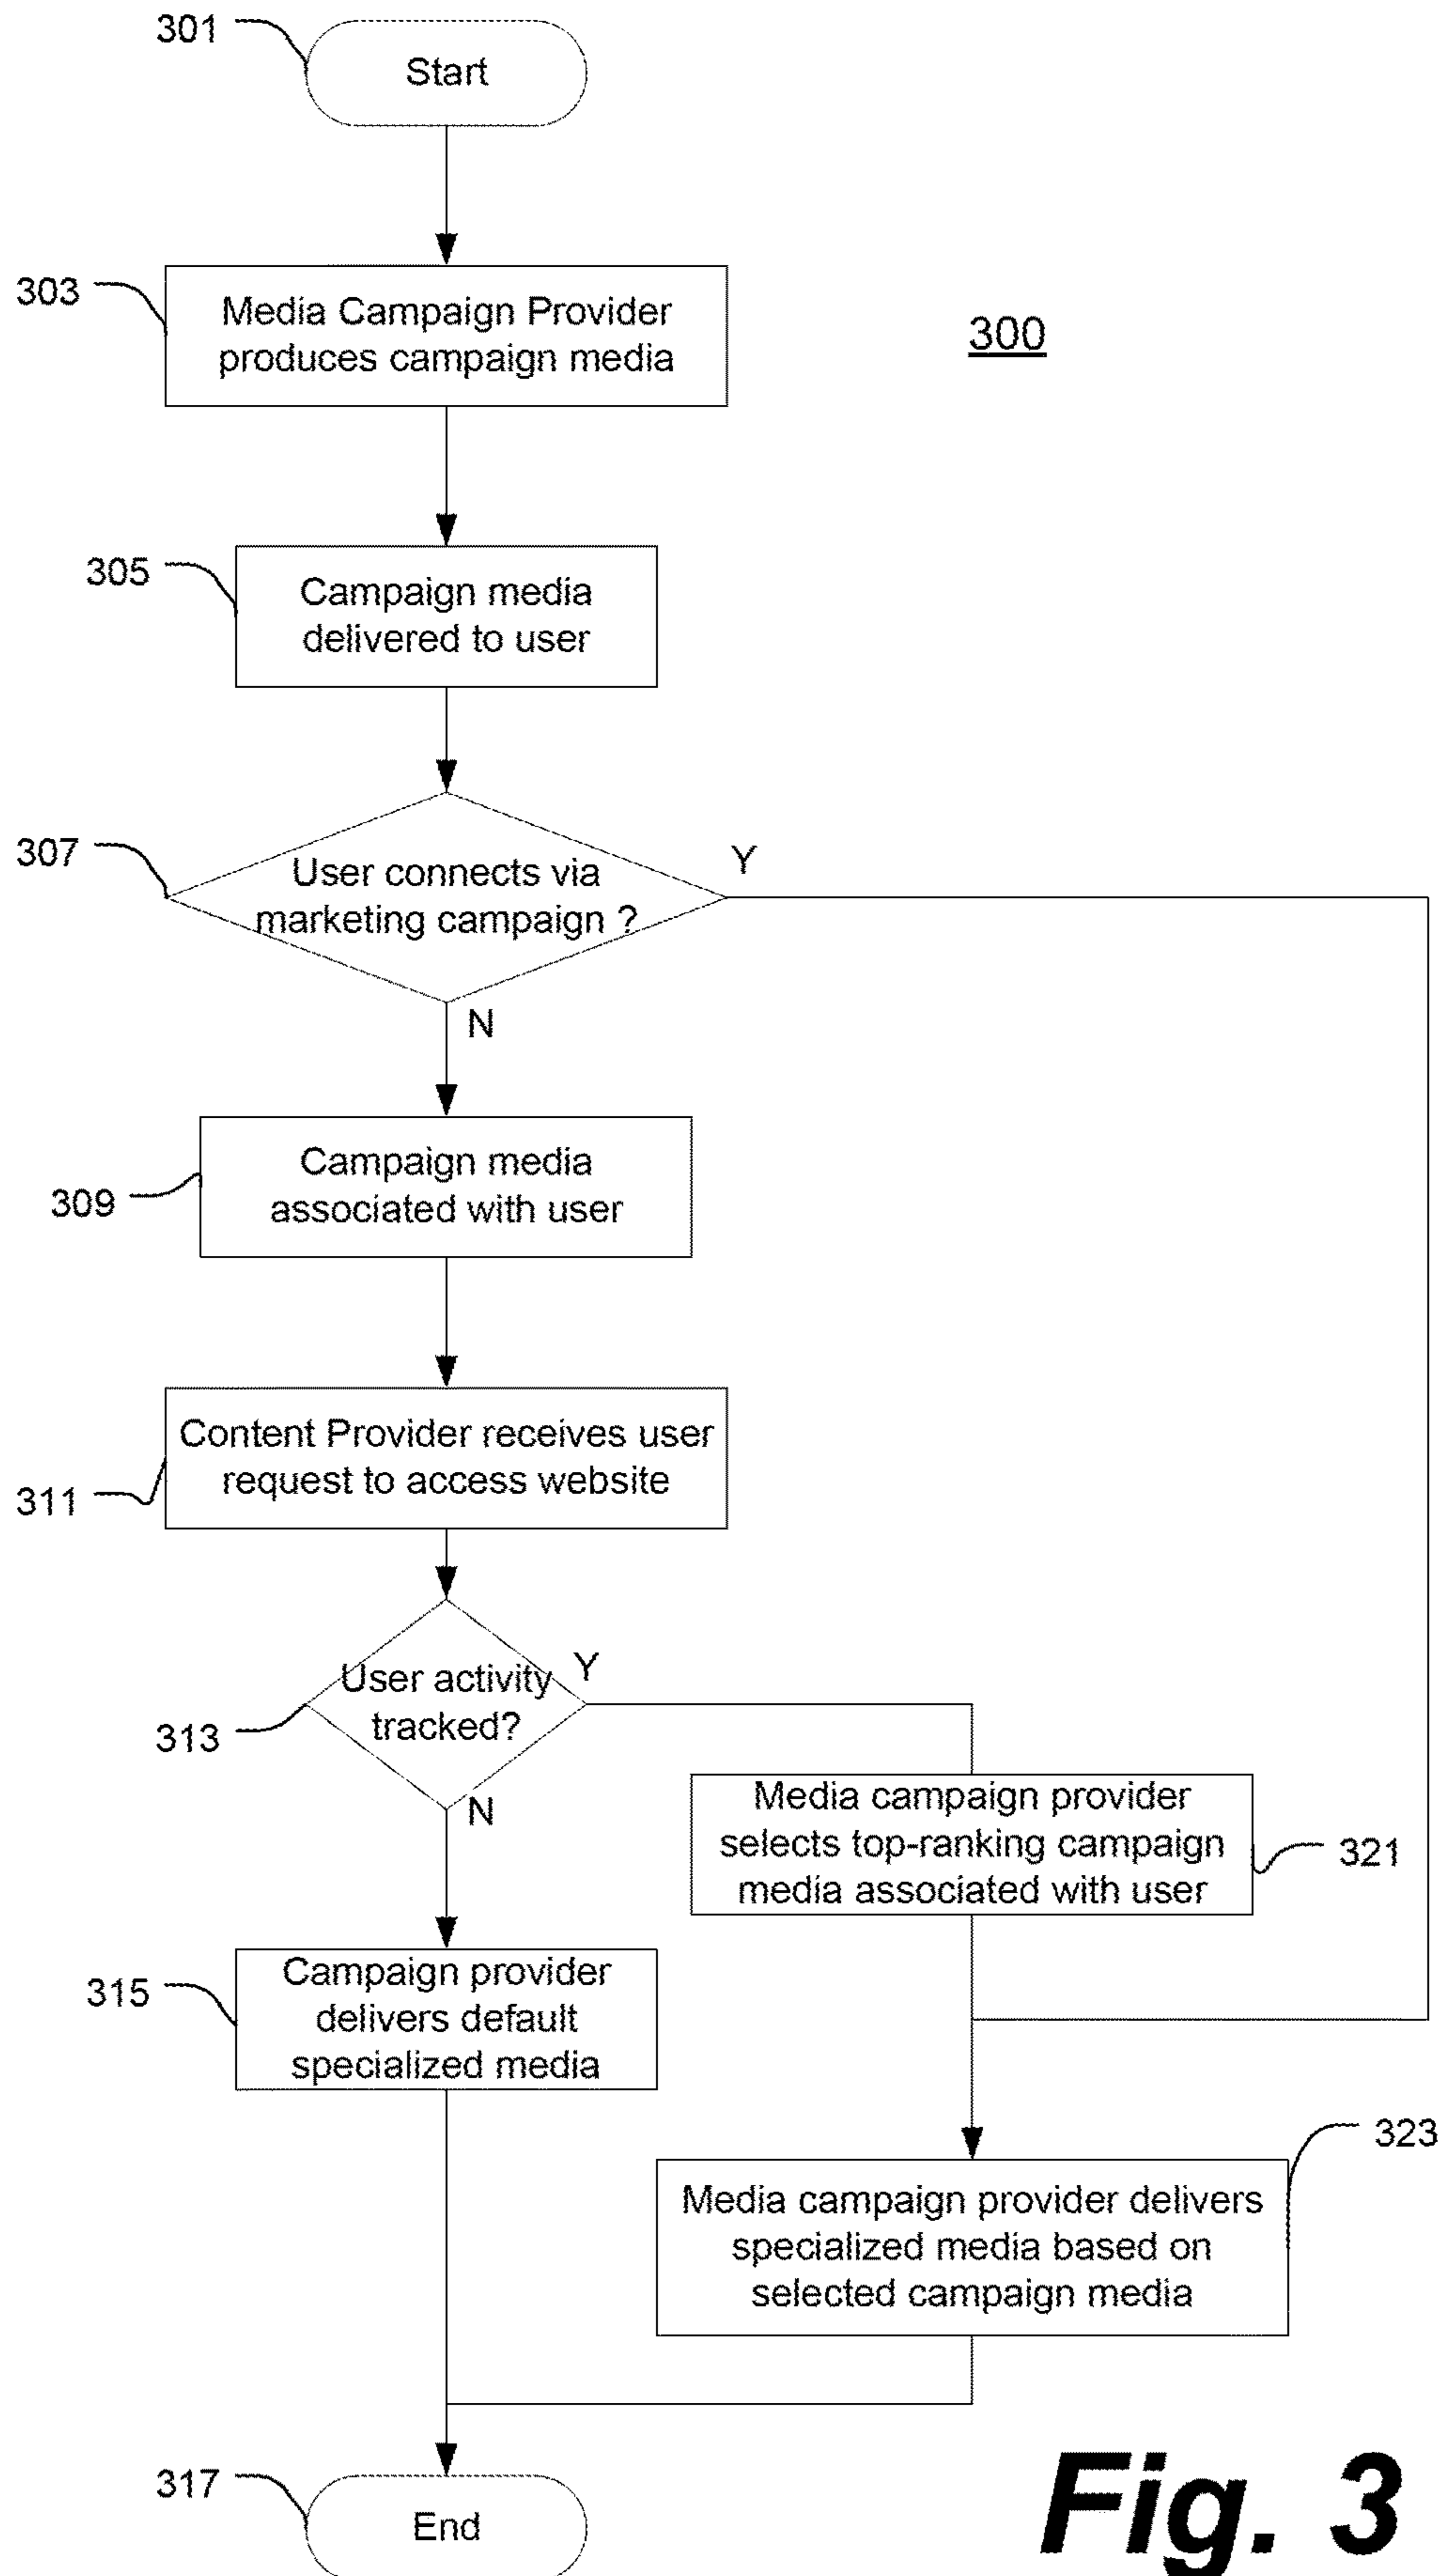 301
Start
303
Media Campaign Provider
produces campaign media
300
305
Campaign media
delivered to user
307
User connects via
marketing campaign ?
Y
N
309
Campaign media
associated with user
311
Content Provider receives user
request to access website
313
User activity
tracked?
Y
N
Media campaign provider
selects top-ranking campaign
media associated with user
321
315
Campaign provider
delivers default
specialized media
323
Media campaign provider delivers
specialized media based on
selected campaign media
317
End
Fig. 3